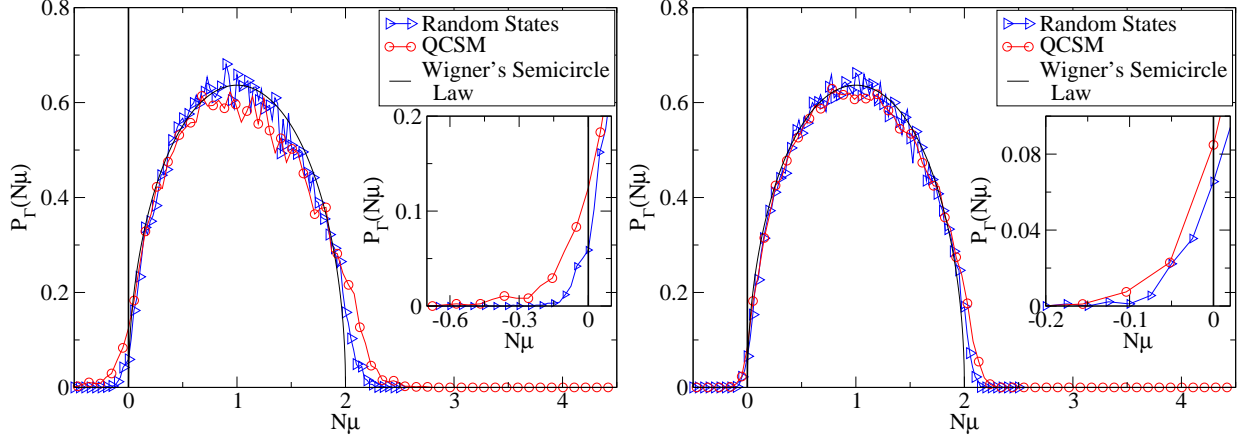 0.8
0.6
0.4
0.2
0
P_Γ(Nμ)
0
1
2
3
4
Nμ
Random States
QCSM
Wigner's Semicircle
Law
0.2
0.1
0
P_Γ(Nμ)
-0.6
-0.3
0
Nμ
0.8
0.6
0.4
0.2
0
P_Γ(Nμ)
0
1
2
3
4
Nμ
Random States
QCSM
Wigner's Semicircle
Law
0.08
0.04
0
P_Γ(Nμ)
-0.2
-0.1
0
Nμ